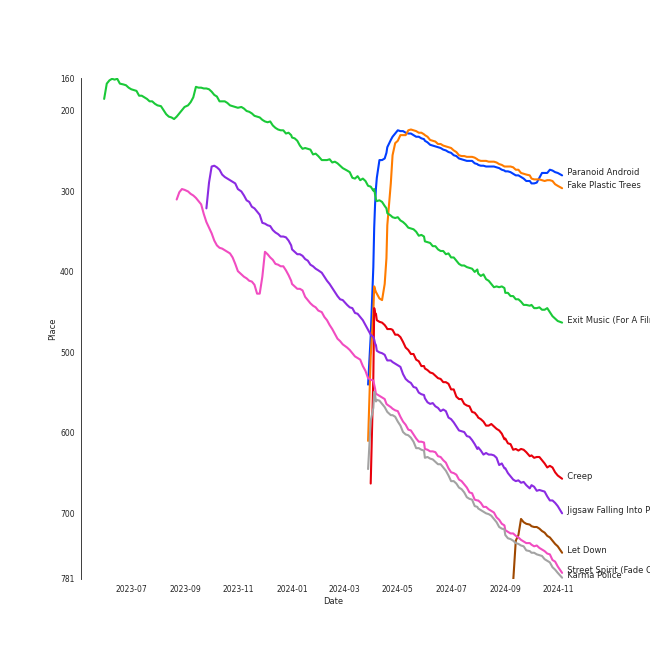 160
200
300
400
500
600
700
781
Place
2023-07
2023-09
2023-11
2024-01
2024-03
2024-05
2024-07
2024-09
2024-11
Date
Paranoid Android
Fake Plastic Trees
Exit Music (For A Fil
Creep
Jigsaw Falling Into P
Let Down
Street Spirit (Fade O
Karma Police